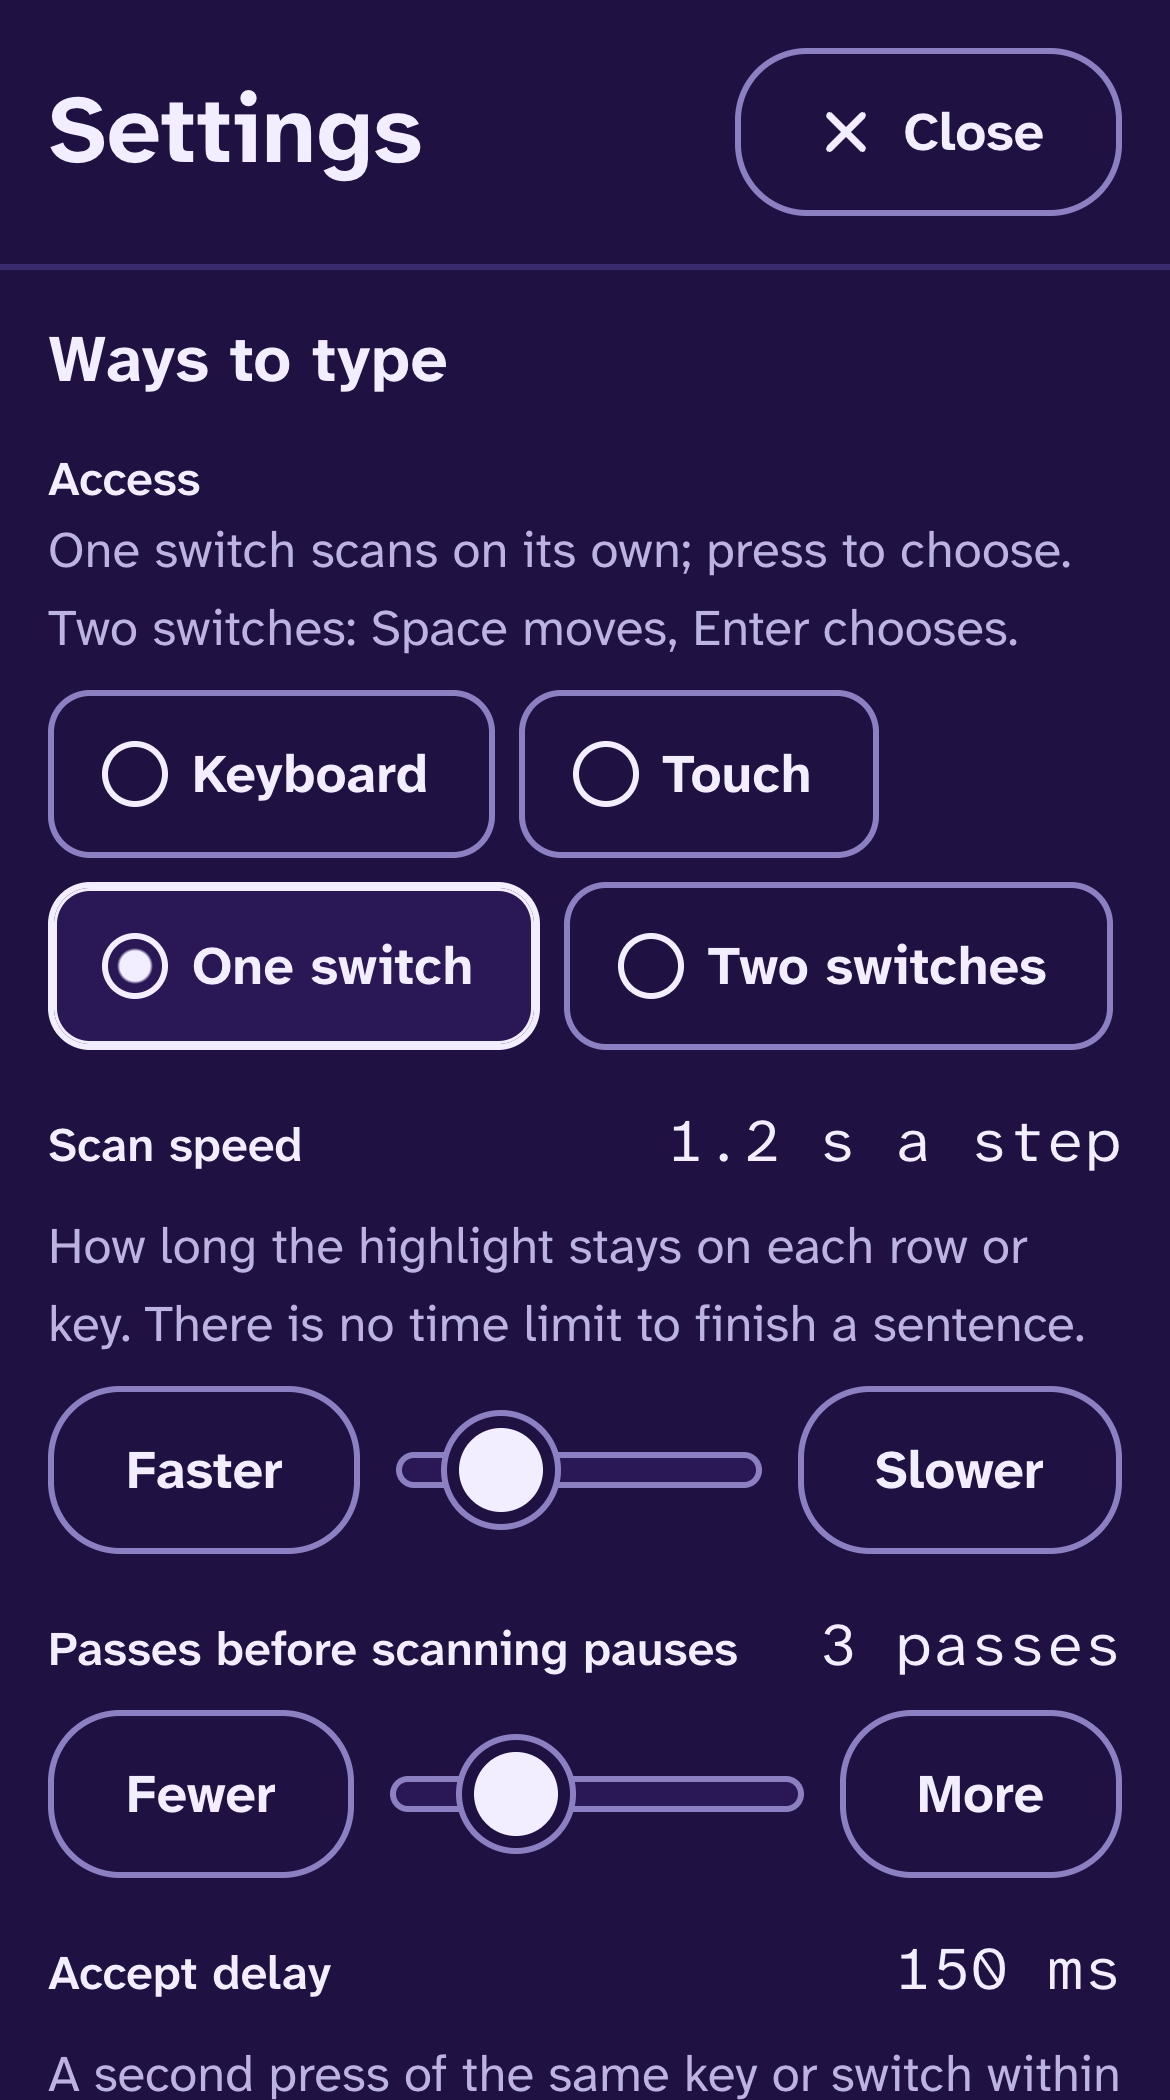 Settings
Close
Ways to type
Access
One switch scans on its own; press to choose.
Two switches: Space moves, Enter chooses.
Keyboard
Touch
One switch
Two switches
Scan speed
1.2 s a step
How long the highlight stays on each row or
key. There is no time limit to finish a sentence.
Faster
Slower
Passes before scanning pauses
3 passes
Fewer
More
Accept delay
150 ms
A second press of the same key or switch within